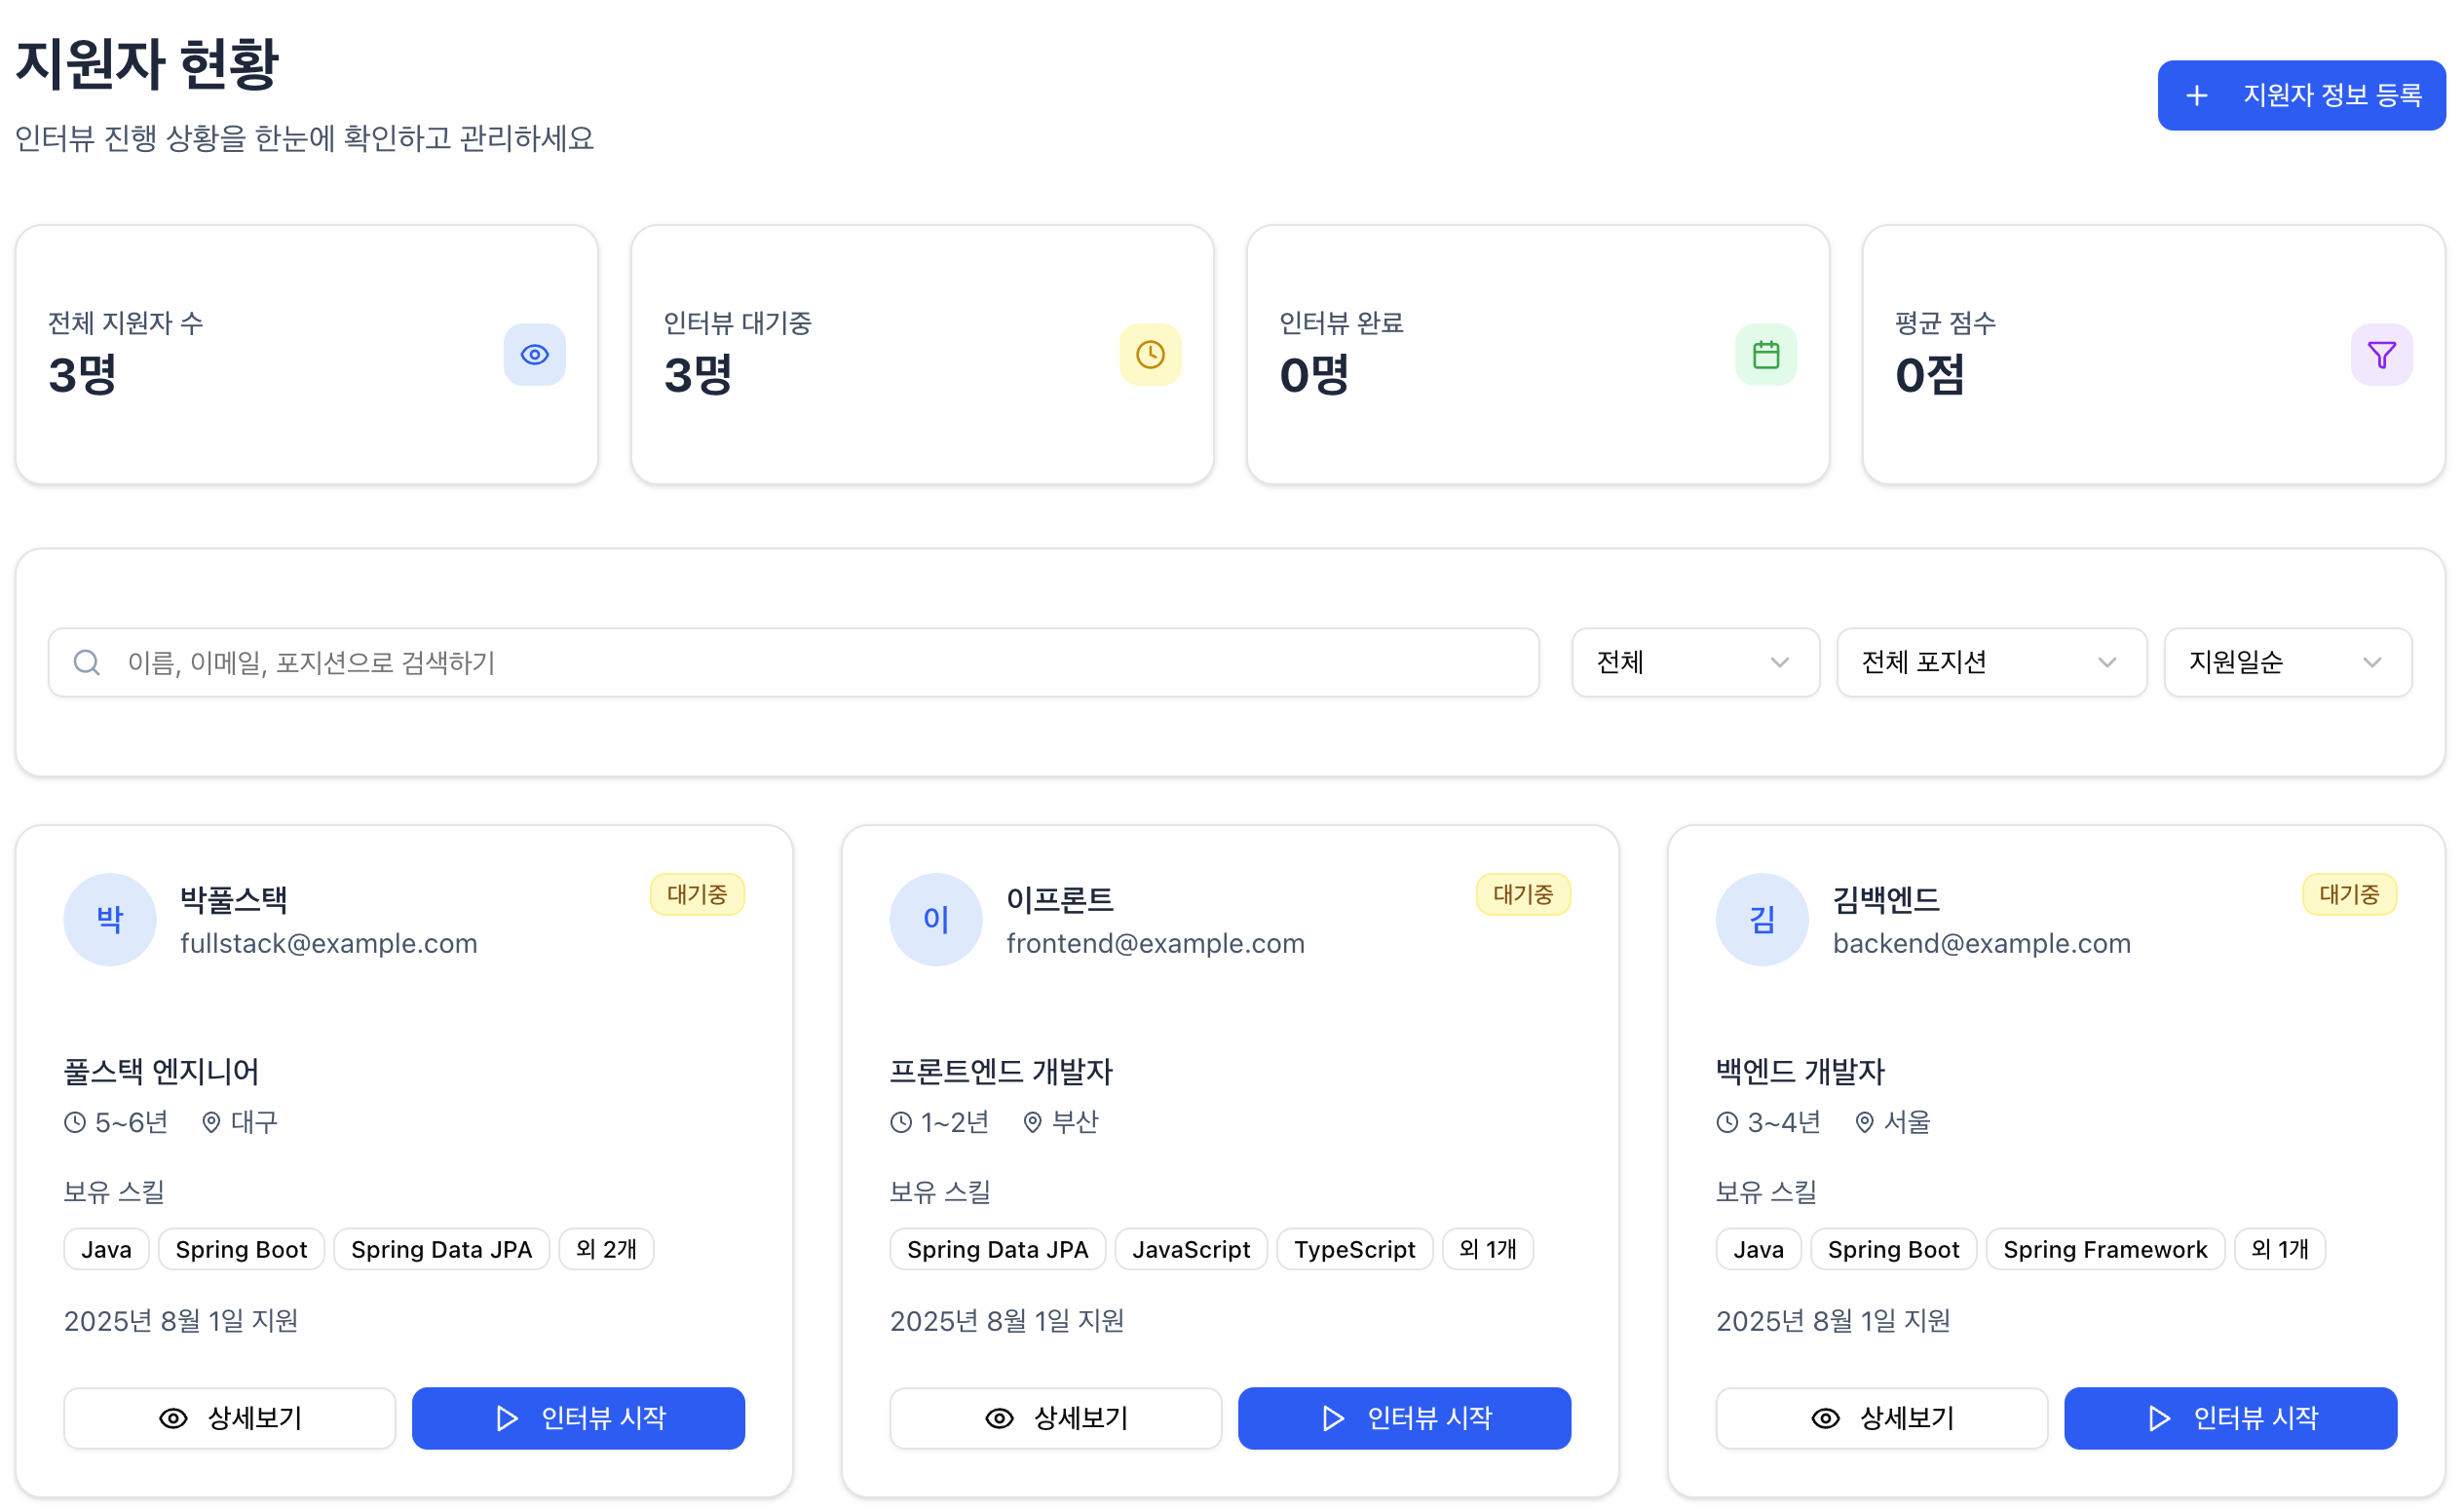 지원자 현황
인터뷰 진행 상황을 한눈에 확인하고 관리하세요
지원자 정보 등록
전체 지원자 수
3명
인터뷰 대기중
3명
인터뷰 완료
0명
평균 점수
0점
이름, 이메일, 포지션으로 검색하기
전체
전체 포지션
지원일순
박
박풀스택
fullstack@example.com
대기중
풀스택 엔지니어
5~6년 대구
보유 스킬
Java Spring Boot Spring Data JPA 외 2개
2025년 8월 1일 지원
상세보기 인터뷰 시작
이
이프론트
frontend@example.com
대기중
프론트엔드 개발자
1~2년 부산
보유 스킬
Spring Data JPA JavaScript TypeScript 외 1개
2025년 8월 1일 지원
상세보기 인터뷰 시작
김
김백엔드
backend@example.com
대기중
백엔드 개발자
3~4년 서울
보유 스킬
Java Spring Boot Spring Framework 외 1개
2025년 8월 1일 지원
상세보기 인터뷰 시작